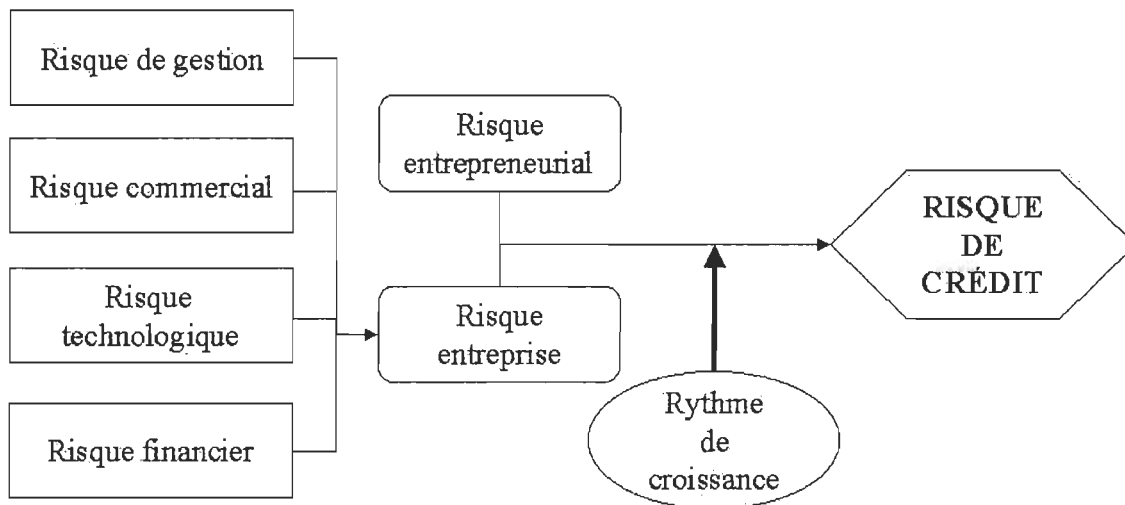 Risque de gestion
Risque commercial
Risque
technologique
Risque financier
Risque
entrepreneurial
Risque
entreprise
Rythme
de
croissance
RISQUE
DE
CRÉDIT